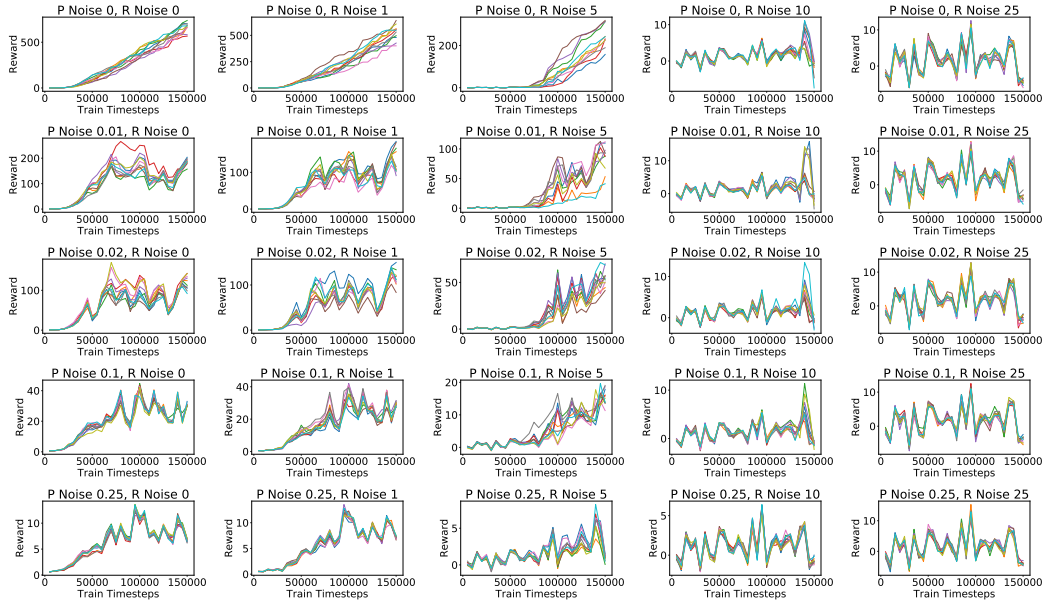 P Noise 0, R Noise 0
P Noise 0, R Noise 1
P Noise 0, R Noise 5
P Noise 0, R Noise 10
P Noise 0, R Noise 25
Reward
500
250
0
Reward
500
250
0
Reward
200
0
Reward
10
0
Reward
10
0
0 50000 100000 150000
0 50000 100000 150000
0 50000 100000 150000
0 50000 100000 150000
0 50000 100000 150000
Train Timesteps
Train Timesteps
Train Timesteps
Train Timesteps
Train Timesteps
P Noise 0.01, R Noise 0
P Noise 0.01, R Noise 1
P Noise 0.01, R Noise 5
P Noise 0.01, R Noise 10
P Noise 0.01, R Noise 25
Reward
200
100
0
Reward
100
0
Reward
100
50
0
Reward
10
0
Reward
10
0
0 50000 100000 150000
0 50000 100000 150000
0 50000 100000 150000
0 50000 100000 150000
0 50000 100000 150000
Train Timesteps
Train Timesteps
Train Timesteps
Train Timesteps
Train Timesteps
P Noise 0.02, R Noise 0
P Noise 0.02, R Noise 1
P Noise 0.02, R Noise 5
P Noise 0.02, R Noise 10
P Noise 0.02, R Noise 25
Reward
100
0
Reward
100
0
Reward
50
0
Reward
10
0
Reward
10
0
0 50000 100000 150000
0 50000 100000 150000
0 50000 100000 150000
0 50000 100000 150000
0 50000 100000 150000
Train Timesteps
Train Timesteps
Train Timesteps
Train Timesteps
Train Timesteps
P Noise 0.1, R Noise 0
P Noise 0.1, R Noise 1
P Noise 0.1, R Noise 5
P Noise 0.1, R Noise 10
P Noise 0.1, R Noise 25
Reward
40
20
0
Reward
40
20
0
Reward
20
10
0
Reward
10
0
Reward
10
0
0 50000 100000 150000
0 50000 100000 150000
0 50000 100000 150000
0 50000 100000 150000
0 50000 100000 150000
Train Timesteps
Train Timesteps
Train Timesteps
Train Timesteps
Train Timesteps
P Noise 0.25, R Noise 0
P Noise 0.25, R Noise 1
P Noise 0.25, R Noise 5
P Noise 0.25, R Noise 10
P Noise 0.25, R Noise 25
Reward
10
5
0
Reward
10
5
0
Reward
5
0
Reward
5
0
Reward
10
0
0 50000 100000 150000
0 50000 100000 150000
0 50000 100000 150000
0 50000 100000 150000
0 50000 100000 150000
Train Timesteps
Train Timesteps
Train Timesteps
Train Timesteps
Train Timesteps